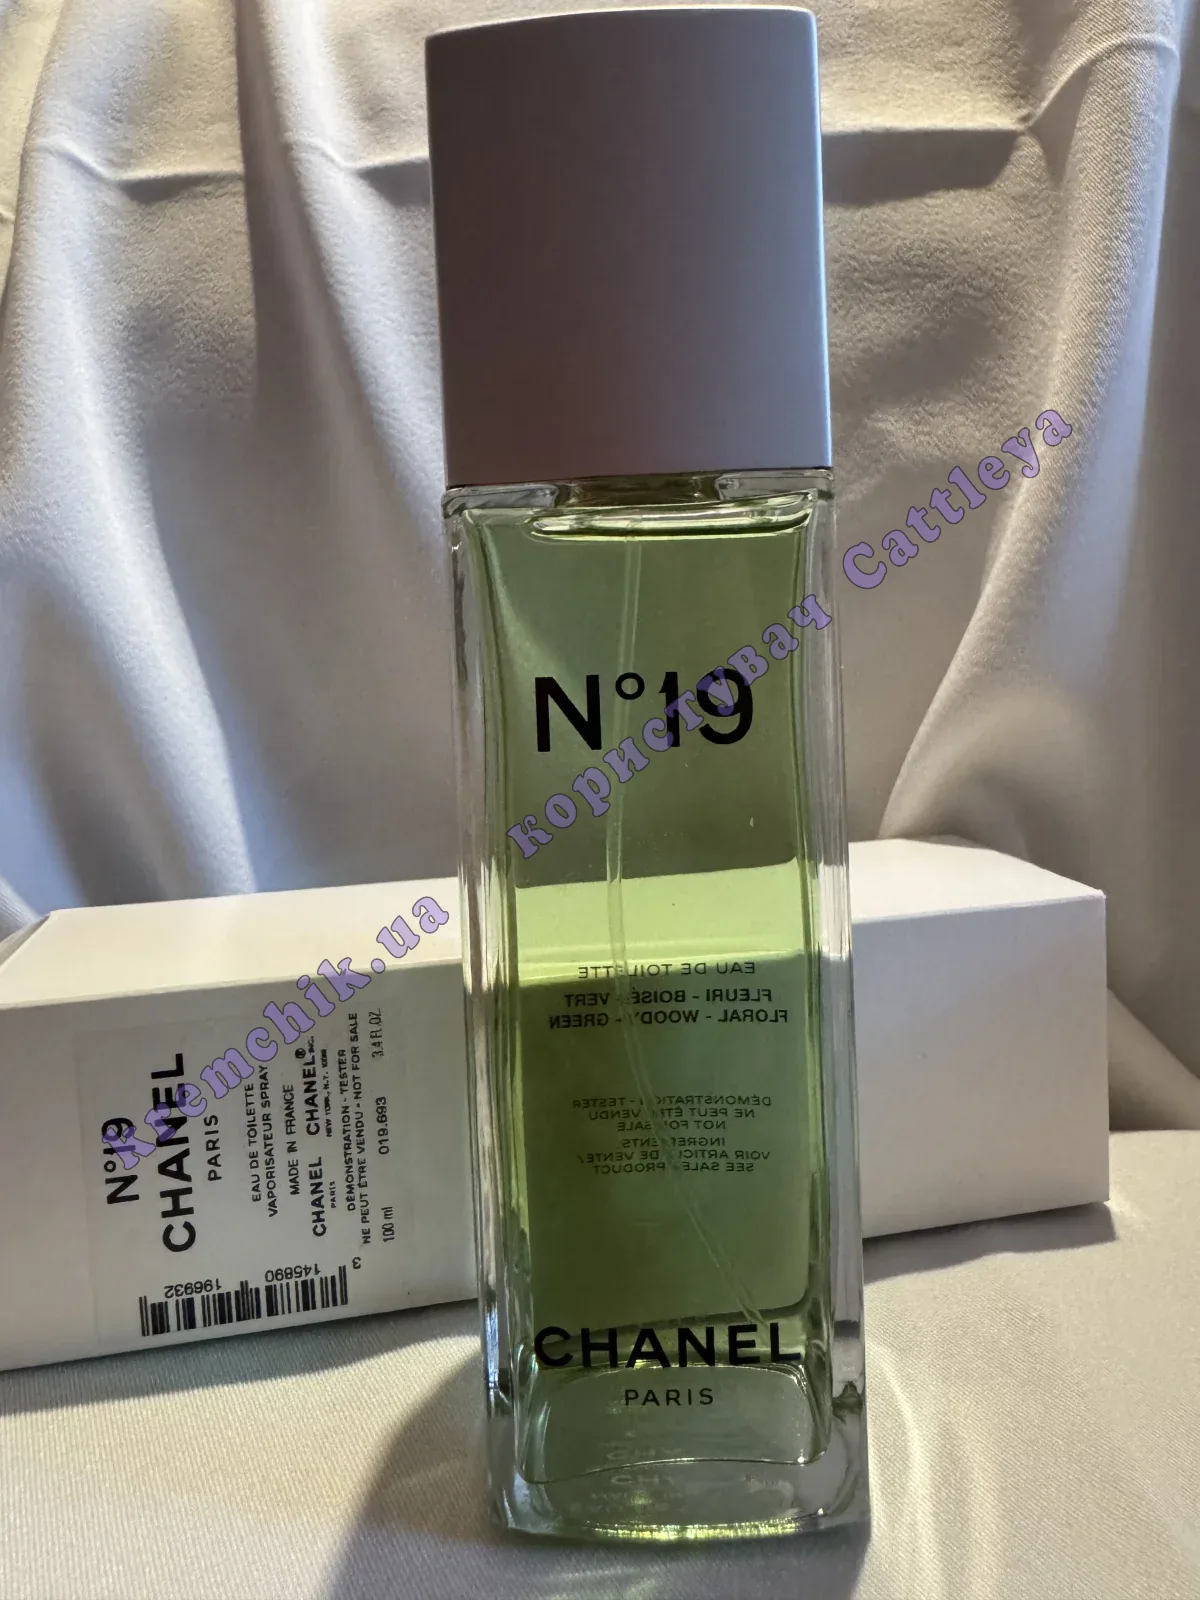 N°19
EAU DE TOILETTE
FLEURI - BOISÉ - VERT
FLORAL - WOODY - GREEN
DÉMONSTRATION - TESTER
NE PEUT ÊTRE VENDU
NOT FOR SALE
INGREDIENTS:
VOIR ARTICLE DE VENTE/
SEE SALES PRODUCT
CHANEL
PARIS
N°19
CHANEL
PARIS
EAU DE TOILETTE
VAPORISATEUR SPRAY
MADE IN FRANCE
CHANEL CHANEL® INC.
PARIS NEW YORK, N.Y. 10019
DÉMONSTRATION - TESTER
NE PEUT ÊTRE VENDU - NOT FOR SALE
100 ml 019.693 3.4 FL.OZ.
3 145890 196932
kremchik.ua користувач Cattleya